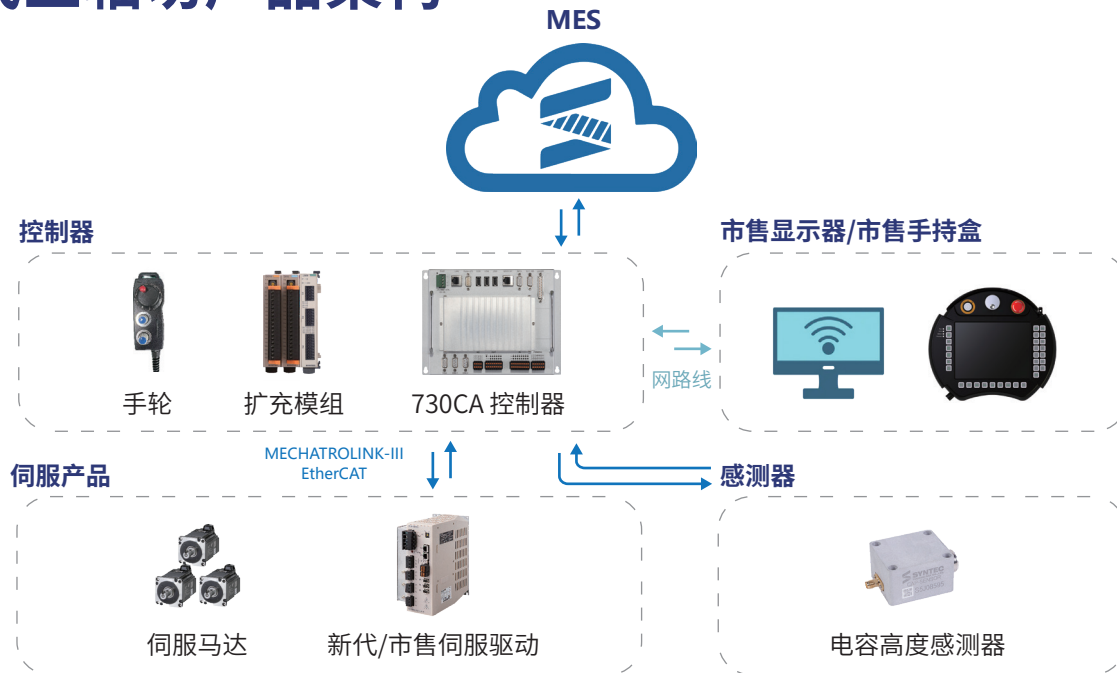 MES
控制器
市售显示器/市售手持盒
手轮
扩充模组
730CA 控制器
网路线
MECHATROLINK-III
EtherCAT
伺服产品
感测器
SYNTEC
伺服马达
新代/市售伺服驱动
电容高度感测器